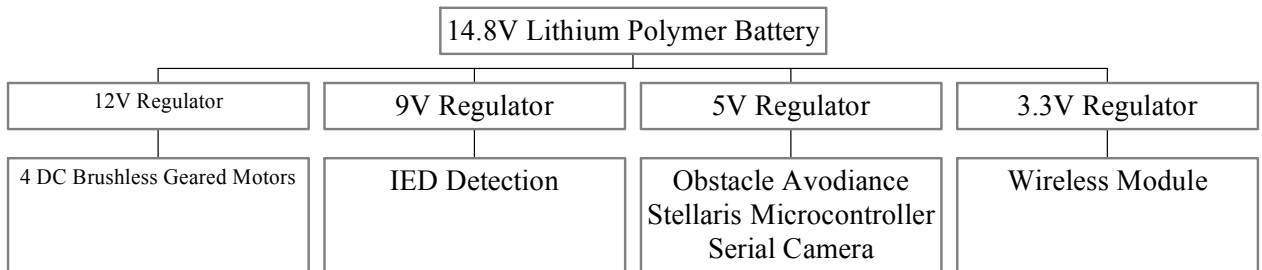 14.8V Lithium Polymer Battery
12V Regulator
9V Regulator
5V Regulator
3.3V Regulator
4 DC Brushless Geared Motors
IED Detection
Obstacle Avodiance
Stellaris Microcontroller
Serial Camera
Wireless Module